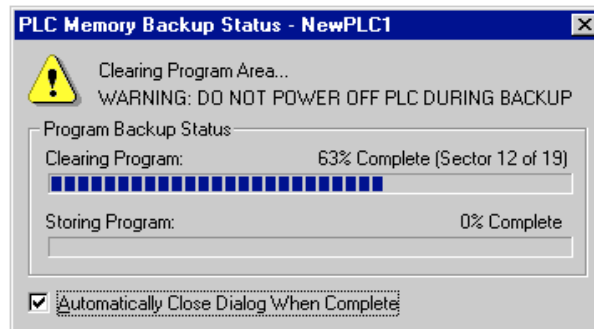 PLC Memory Backup Status - NewPLC1
Clearing Program Area...
WARNING: DO NOT POWER OFF PLC DURING BACKUP
Program Backup Status
Clearing Program: 63% Complete (Sector 12 of 19)
Storing Program: 0% Complete
Automatically Close Dialog When Complete